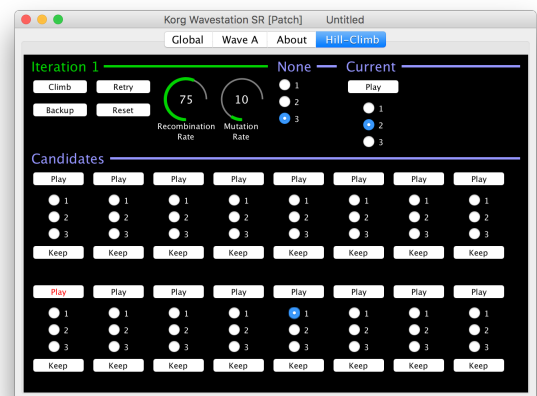 Korg Wavestation SR [Patch] Untitled
Global Wave A About Hill-Climb
Iteration 1 None Current
Climb Retry 75 10 1 Play
2 1
Backup Reset 3 2
Recombination Rate Mutation Rate 3
Candidates
Play Play Play Play Play Play Play Play
1 1 1 1 1 1 1 1
2 2 2 2 2 2 2 2
3 3 3 3 3 3 3 3
Keep Keep Keep Keep Keep Keep Keep Keep
Play Play Play Play Play Play Play Play
1 1 1 1 1 1 1 1
2 2 2 2 2 2 2 2
3 3 3 3 3 3 3 3
Keep Keep Keep Keep Keep Keep Keep Keep